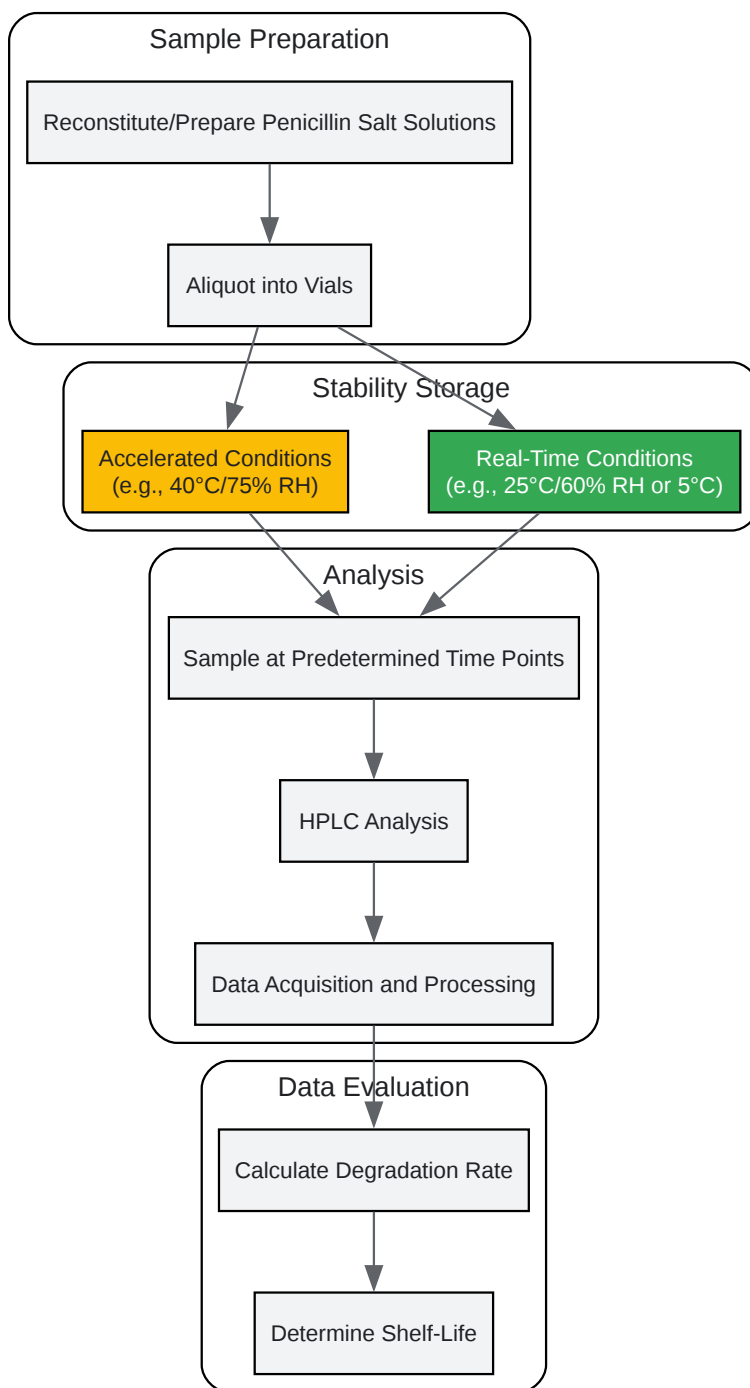 Sample Preparation
Reconstitute/Prepare Penicillin Salt Solutions
Aliquot into Vials
Stability Storage
Accelerated Conditions
(e.g., 40°C/75% RH)
Real-Time Conditions
(e.g., 25°C/60% RH or 5°C)
Analysis
Sample at Predetermined Time Points
HPLC Analysis
Data Acquisition and Processing
Data Evaluation
Calculate Degradation Rate
Determine Shelf-Life